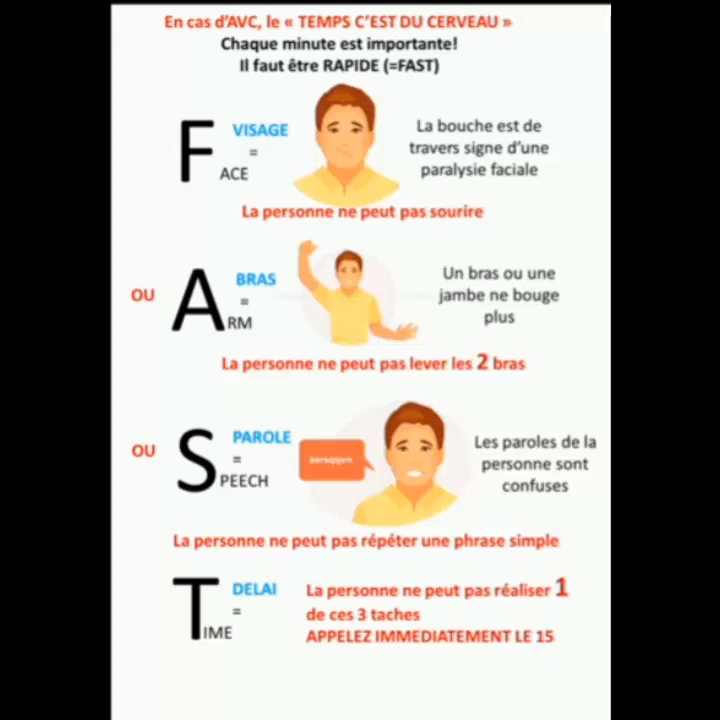 En cas d'AVC, le « TEMPS C'EST DU CERVEAU »
Chaque minute est importante!
Il faut être RAPIDE (=FAST)
VISAGE
=
FACE
La bouche est de
travers signe d'une
paralysie faciale
La personne ne peut pas sourire
OU
BRAS
=
ARM
Un bras ou une
jambe ne bouge
plus
La personne ne peut pas lever les 2 bras
OU
PAROLE
=
SPEECH
Les paroles de la
personne sont
confuses
La personne ne peut pas répéter une phrase simple
DELAI
=
TIME
La personne ne peut pas réaliser 1
de ces 3 taches
APPELEZ IMMEDIATEMENT LE 15